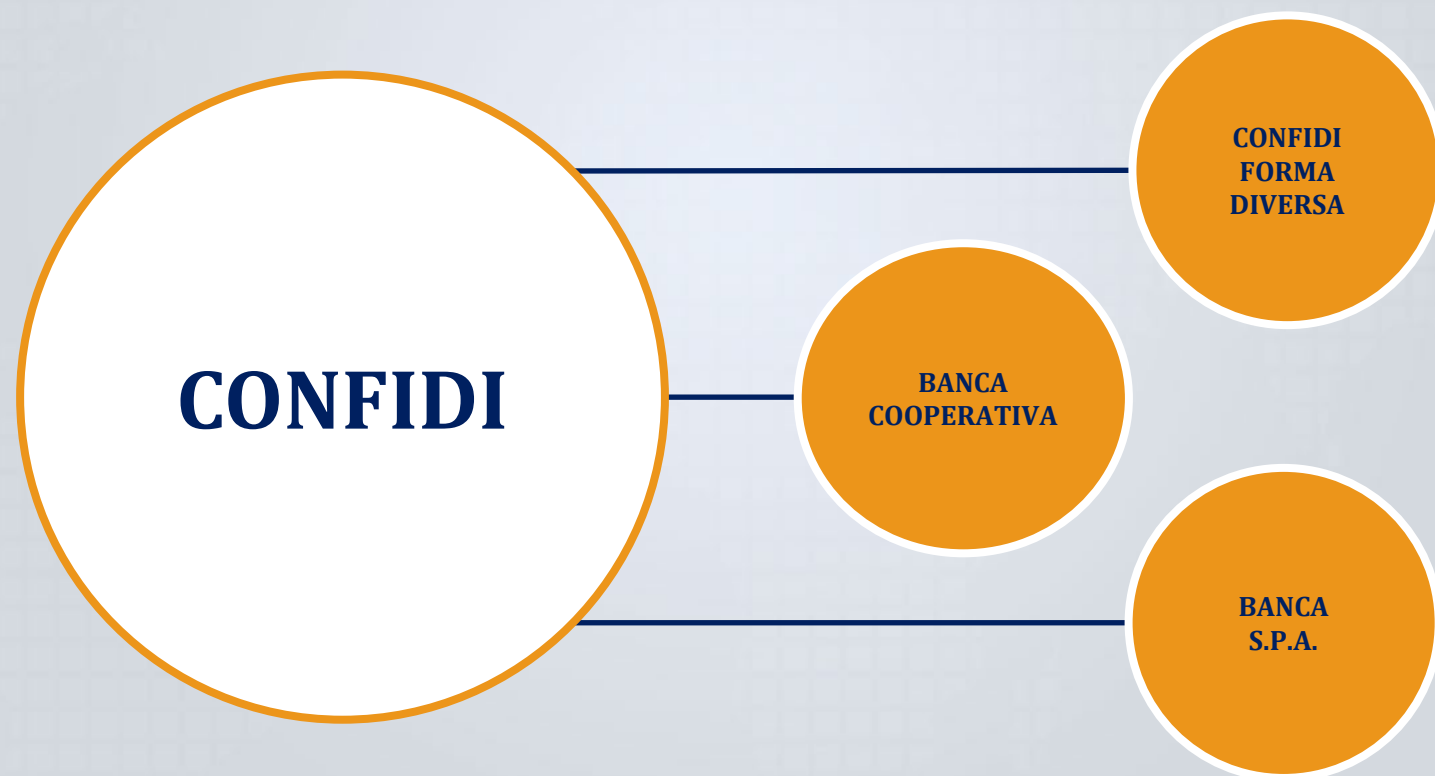 CONFIDI
CONFIDI
FORMA
DIVERSA
BANCA
COOPERATIVA
BANCA
S.P.A.